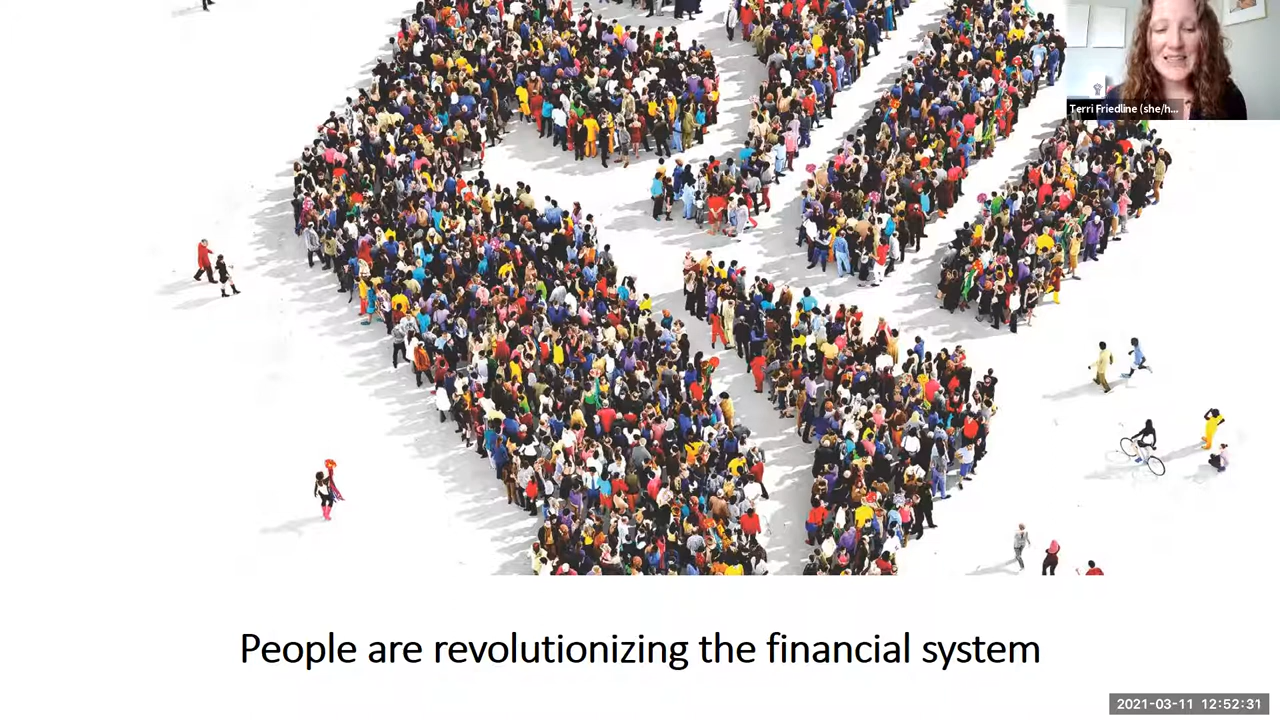 Terri Friedline (she/h...
People are revolutionizing the financial system
2021-03-11 12:52:31